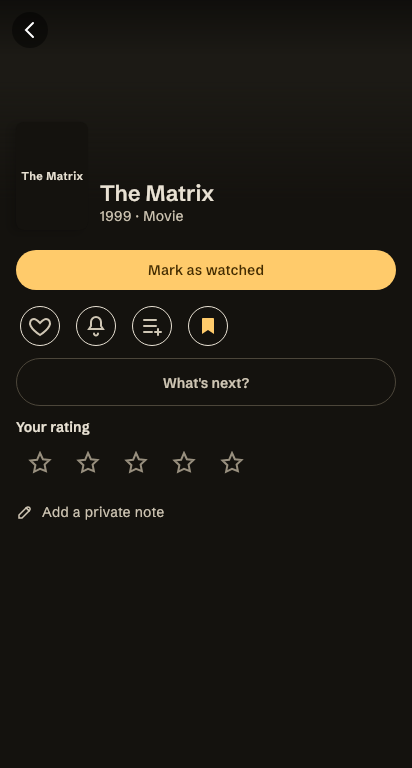 The Matrix
The Matrix
1999 · Movie
Mark as watched
What's next?
Your rating
Add a private note